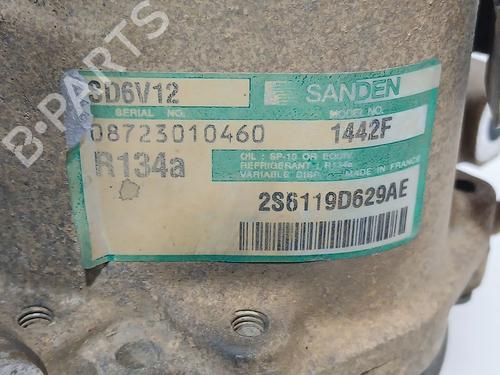 SD6V12 SANDEN
SERIAL NO. MODEL NO.
08723010460 1442F
R134a
OIL : SP-10 OR EQUIV.
REFRIGERANT : R134a
VARIABLE DISP. MADE IN FRANCE
2S6119D629AE
B-PARTS